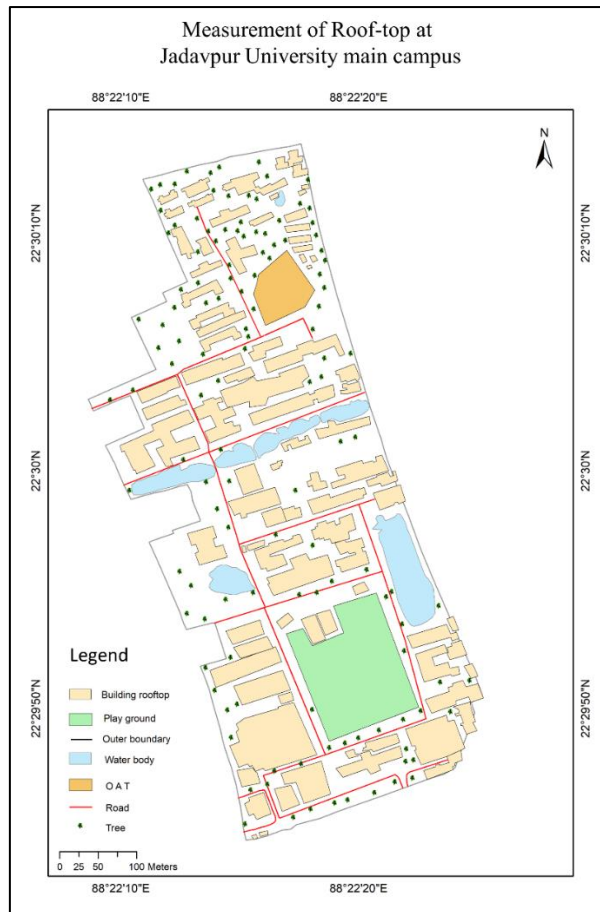 Measurement of Roof-top at
Jadavpur University main campus
88°22'10"E 88°22'20"E
N
22°30'10"N 22°30'10"N
22°30'N 22°30'N
Legend
22°29'50"N 22°29'50"N
Building rooftop
Play ground
Outer boundary
Water body
O A T
Road
Tree
0 25 50 100 Meters
88°22'10"E 88°22'20"E